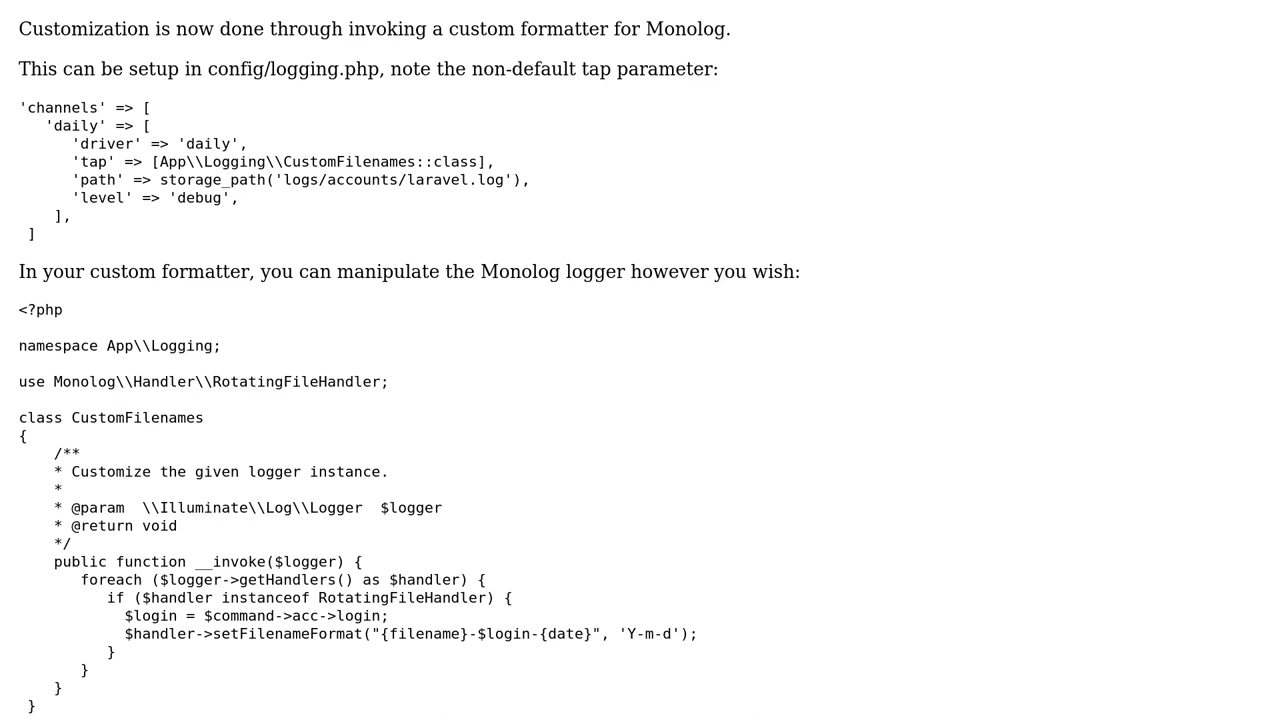 Customization is now done through invoking a custom formatter for Monolog.
This can be setup in config/logging.php, note the non-default tap parameter:
'channels' => [
   'daily' => [
      'driver' => 'daily',
      'tap' => [App\\Logging\\CustomFilenames::class],
      'path' => storage_path('logs/accounts/laravel.log'),
      'level' => 'debug',
    ],
 ]
In your custom formatter, you can manipulate the Monolog logger however you wish:
<?php
namespace App\\Logging;
use Monolog\\Handler\\RotatingFileHandler;
class CustomFilenames
{
    /**
    * Customize the given logger instance.
    *
    * @param  \\Illuminate\\Log\\Logger  $logger
    * @return void
    */
    public function __invoke($logger) {
       foreach ($logger->getHandlers() as $handler) {
          if ($handler instanceof RotatingFileHandler) {
            $login = $command->acc->login;
            $handler->setFilenameFormat("{filename}-$login-{date}", 'Y-m-d');
          }
       }
    }
 }